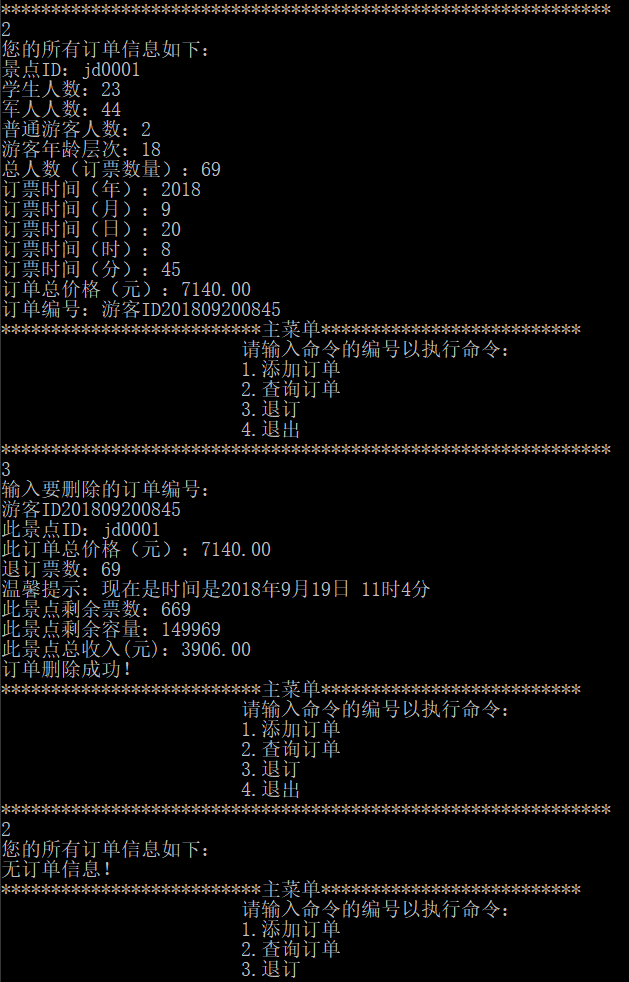 *************************************************************
2
您的所有订单信息如下:
景点ID: jd0001
学生人数: 23
军人人数: 44
普通游客人数: 2
游客年龄层次: 18
总人数（订票数量）: 69
订票时间（年）: 2018
订票时间（月）: 9
订票时间（日）: 20
订票时间（时）: 8
订票时间（分）: 45
订单总价格（元）: 7140.00
订单编号: 游客ID201809200845
**************************主菜单**************************
请输入命令的编号以执行命令:
1.添加订单
2.查询订单
3.退订
4.退出
*************************************************************
3
输入要删除的订单编号:
游客ID201809200845
此景点ID: jd0001
此订单总价格（元）: 7140.00
退订票数: 69
温馨提示: 现在是时间是2018年9月19日 11时4分
此景点剩余票数: 669
此景点剩余容量: 149969
此景点总收入(元): 3906.00
订单删除成功!
**************************主菜单**************************
请输入命令的编号以执行命令:
1.添加订单
2.查询订单
3.退订
4.退出
*************************************************************
2
您的所有订单信息如下:
无订单信息!
**************************主菜单**************************
请输入命令的编号以执行命令:
1.添加订单
2.查询订单
3.退订